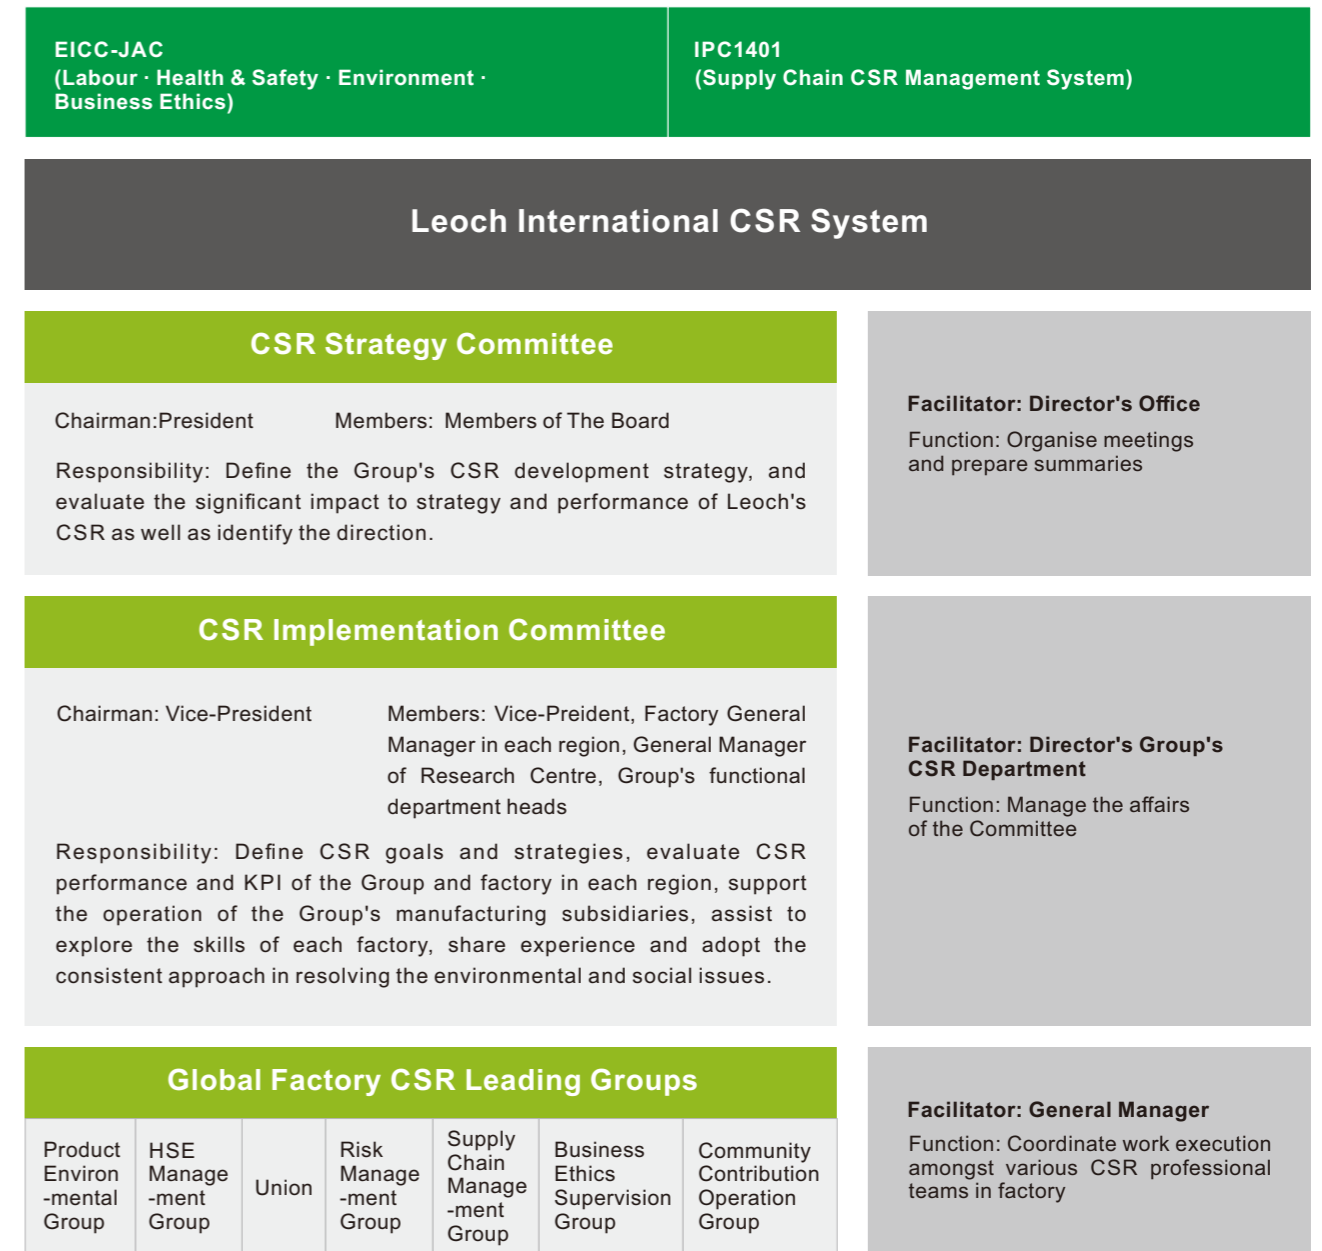 EICC-JAC
(Labour · Health & Safety · Environment ·
Business Ethics)
IPC1401
(Supply Chain CSR Management System)
Leoch International CSR System
CSR Strategy Committee
Chairman:President
Members: Members of The Board
Responsibility: Define the Group's CSR development strategy, and
evaluate the significant impact to strategy and performance of Leoch's
CSR as well as identify the direction.
Facilitator: Director's Office
Function: Organise meetings
and prepare summaries
CSR Implementation Committee
Chairman: Vice-President
Members: Vice-Preident, Factory General
Manager in each region, General Manager
of Research Centre, Group's functional
department heads
Responsibility: Define CSR goals and strategies, evaluate CSR
performance and KPI of the Group and factory in each region, support
the operation of the Group's manufacturing subsidiaries, assist to
explore the skills of each factory, share experience and adopt the
consistent approach in resolving the environmental and social issues.
Facilitator: Director's Group's
CSR Department
Function: Manage the affairs
of the Committee
Global Factory CSR Leading Groups
Product
Environ
-mental
Group
HSE
Manage
-ment
Group
Union
Risk
Manage
-ment
Group
Supply
Chain
Manage
-ment
Group
Business
Ethics
Supervision
Group
Community
Contribution
Operation
Group
Facilitator: General Manager
Function: Coordinate work execution
amongst various CSR professional
teams in factory